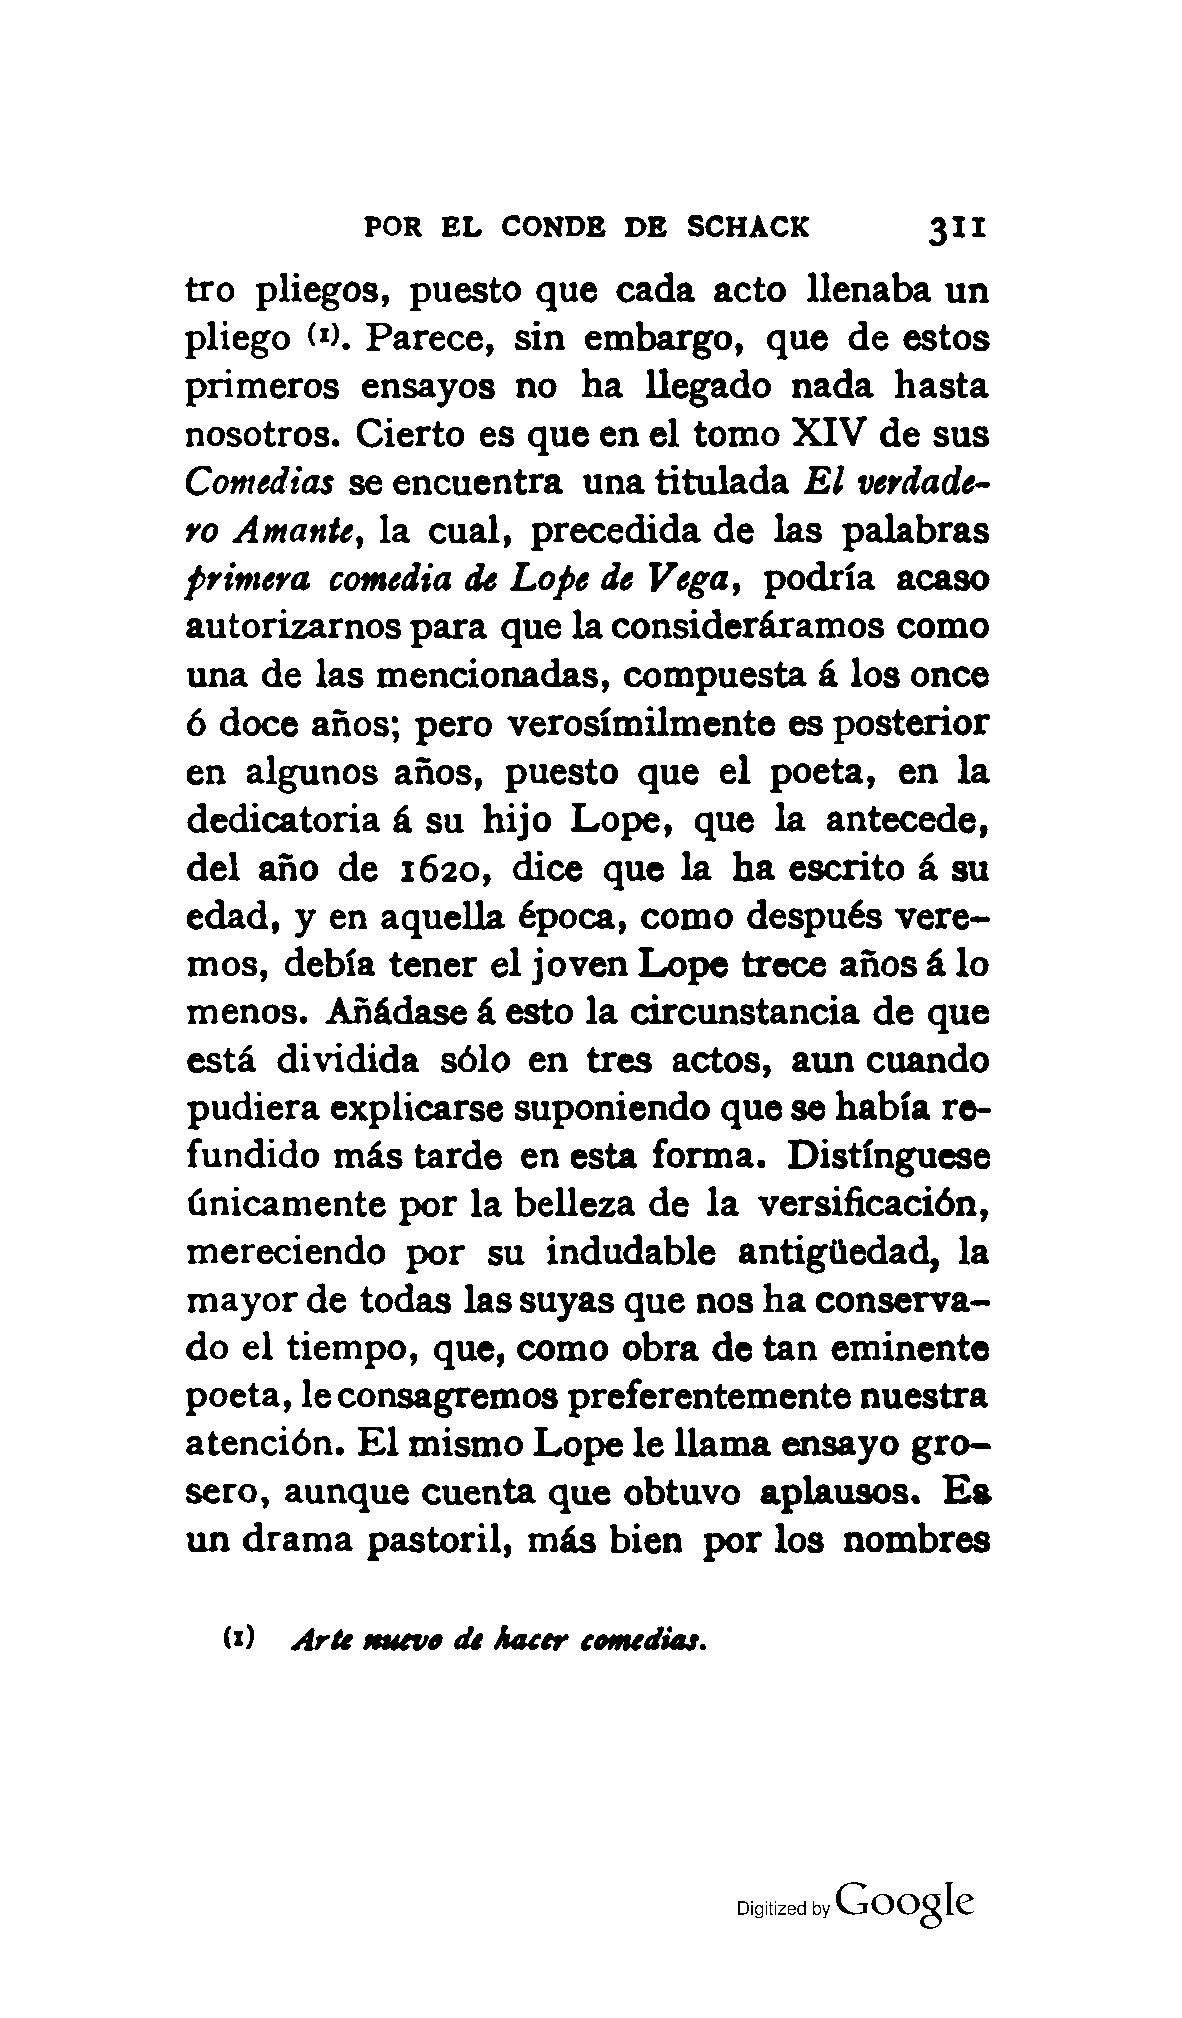 POR EL CONDE DE SCHACK 311
tro pliegos, puesto que cada acto llenaba un
pliego (1). Parece, sin embargo, que de estos
primeros ensayos no ha llegado nada hasta
nosotros. Cierto es que en el tomo XIV de sus
Comedias se encuentra una titulada El verdade-
ro Amante, la cual, precedida de las palabras
primera comedia de Lope de Vega, podría acaso
autorizarnos para que la consideráramos como
una de las mencionadas, compuesta á los once
ó doce años; pero verosímilmente es posterior
en algunos años, puesto que el poeta, en la
dedicatoria á su hijo Lope, que la antecede,
del año de 1620, dice que la ha escrito á su
edad, y en aquella época, como después vere-
mos, debía tener el joven Lope trece años á lo
menos. Añádase á esto la circunstancia de que
está dividida sólo en tres actos, aun cuando
pudiera explicarse suponiendo que se había re-
fundido más tarde en esta forma. Distínguese
únicamente por la belleza de la versificación,
mereciendo por su indudable antigüedad, la
mayor de todas las suyas que nos ha conserva-
do el tiempo, que, como obra de tan eminente
poeta, le consagremos preferentemente nuestra
atención. El mismo Lope le llama ensayo gro-
sero, aunque cuenta que obtuvo aplausos. Es
un drama pastoril, más bien por los nombres
(1) Arte nuevo de hacer comedias.
Digitized by Google